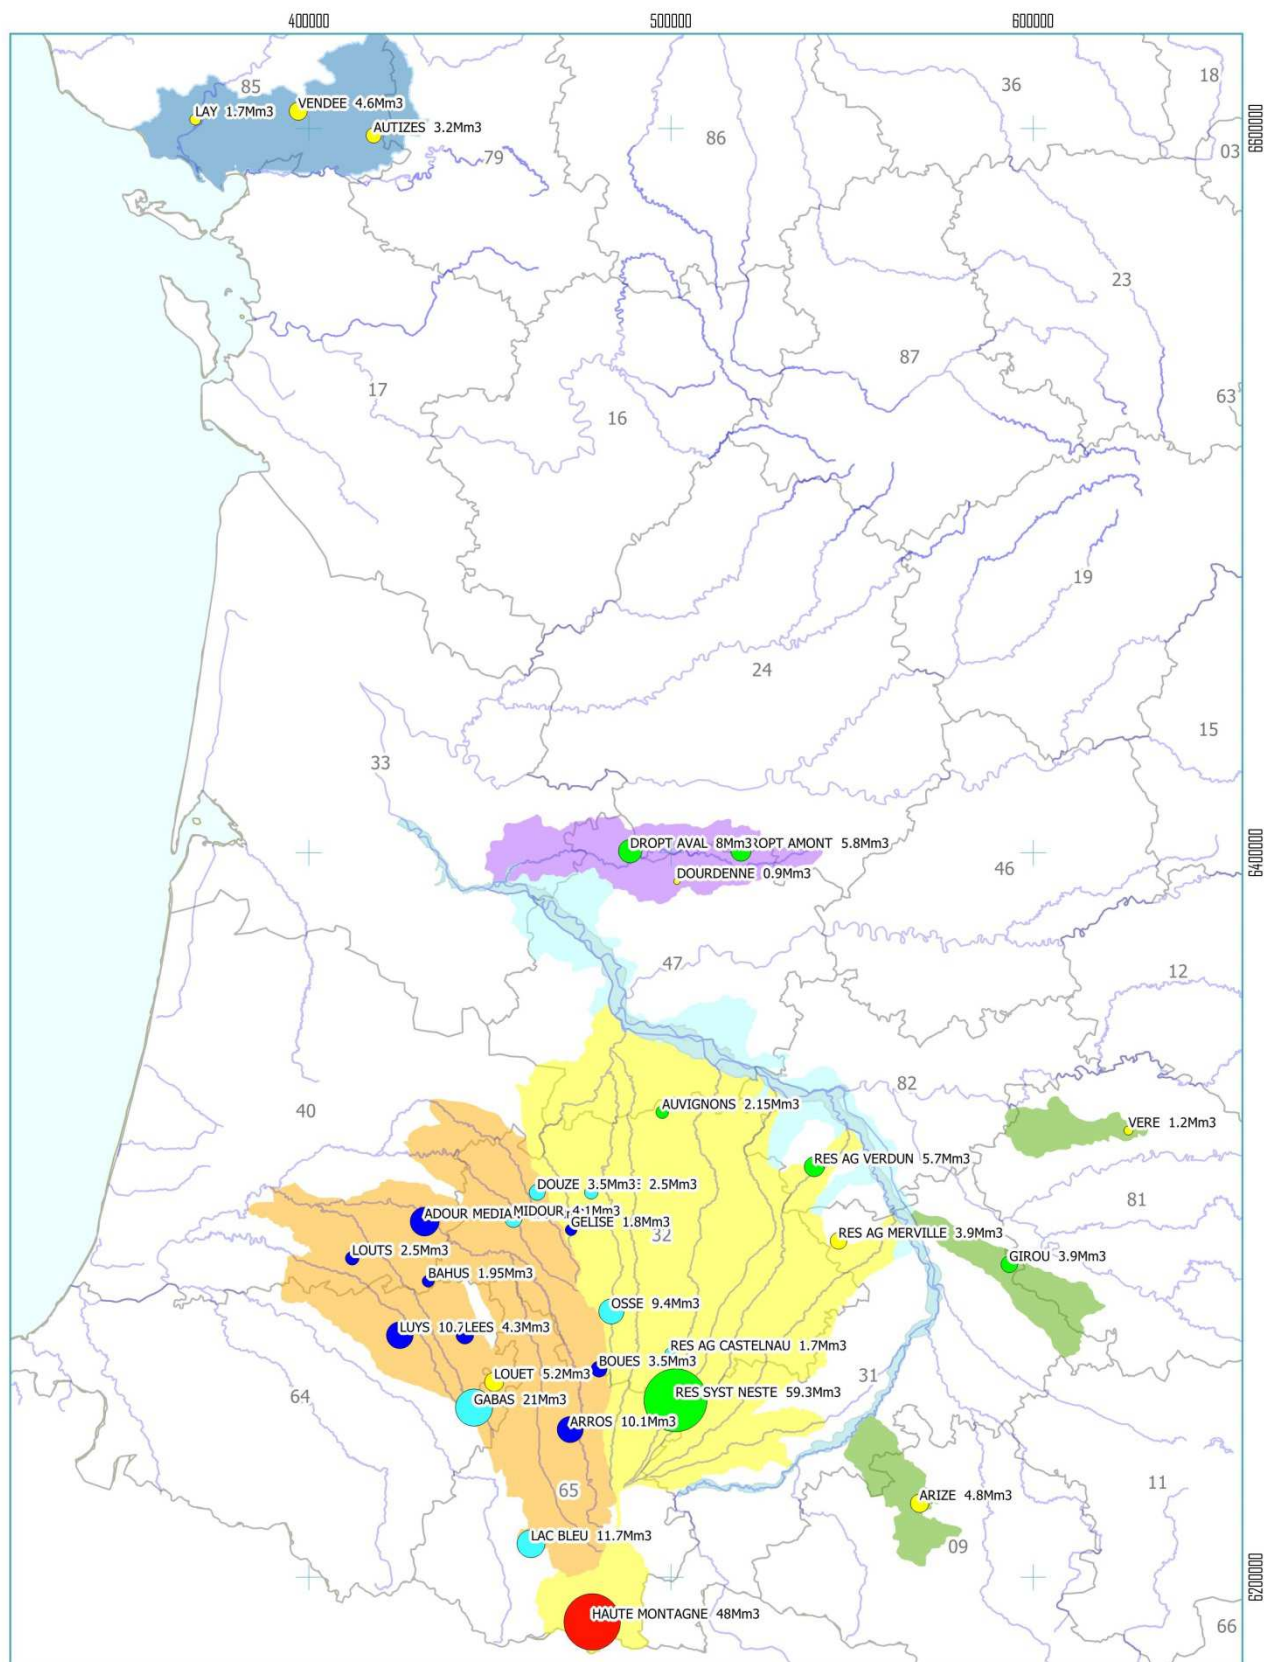 400000
500000
600000
85
VENDEE 4.6Mm3
LAY 1.7Mm3
AUTIZES 3.2Mm3
79
86
36
18
03
6600000
17
16
87
23
63
24
19
15
33
DROPT AVAL 8Mm3
ROPT AMONT 5.8Mm3
DOURDENNE 0.9Mm3
6400000
46
47
12
82
40
AUVIGNONS 2.15Mm3
VERE 1.2Mm3
RES AG VERDUN 5.7Mm3
81
DOUZE 3.5Mm3
2.5Mm3
ADOUR MEDIA
MIDOUR 4.1Mm3
GELISE 1.8Mm3
32
RES AG MERVILLE 3.9Mm3
GIROU 3.9Mm3
LOUTS 2.5Mm3
BAHUS 1.95Mm3
OSSE 9.4Mm3
LUYS 10.7
LEES 4.3Mm3
RES AG CASTELNAU 1.7Mm3
BOUES 3.5Mm3
LOUET 5.2Mm3
31
64
GABAS 21Mm3
RES SYST NESTE 59.3Mm3
ARROS 10.1Mm3
65
11
ARIZE 4.8Mm3
LAC BLEU 11.7Mm3
09
6200000
HAUTE MONTAGNE 48Mm3
66